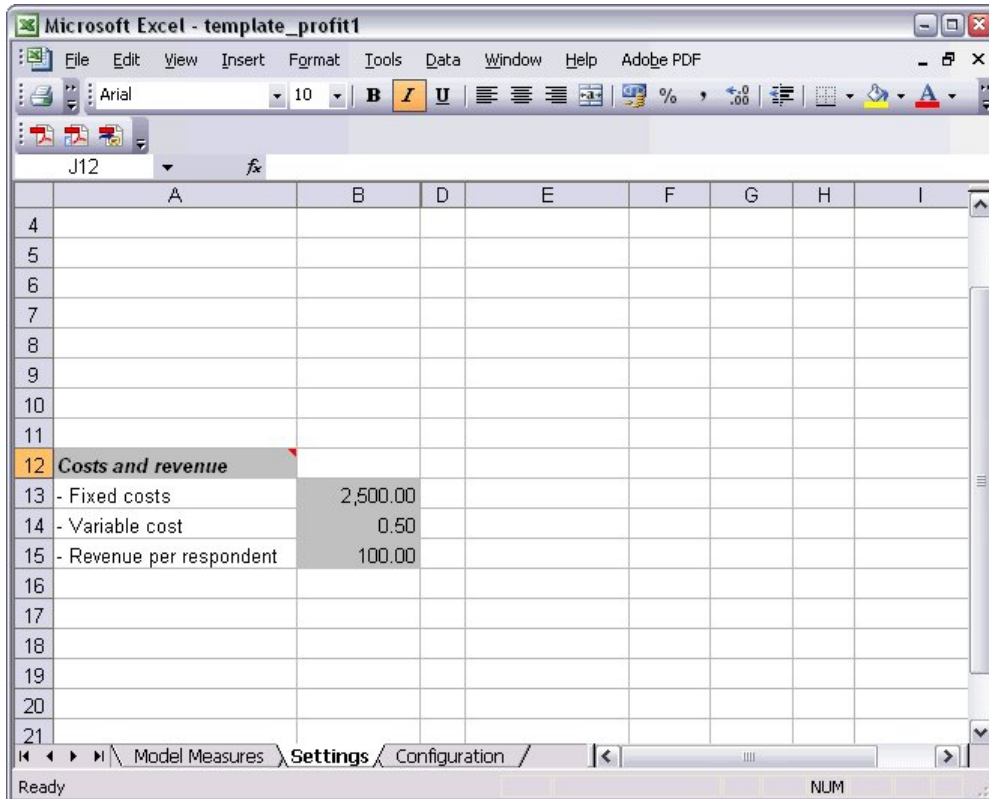 Microsoft Excel - template_profit1
File Edit View Insert Format Tools Data Window Help Adobe PDF
Arial 10 B I U % ,
J12 fx
A B D E F G H I
4
5
6
7
8
9
10
11
12 Costs and revenue
13 - Fixed costs 2,500.00
14 - Variable cost 0.50
15 - Revenue per respondent 100.00
16
17
18
19
20
21
Model Measures Settings Configuration
Ready NUM